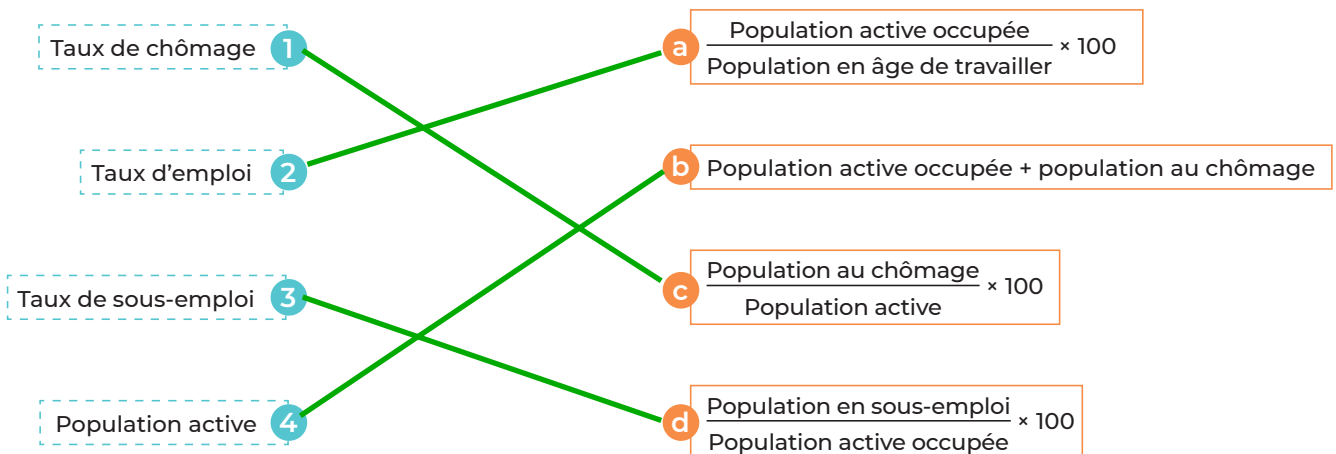 Taux de chômage 1
a Population active occupée
Population en âge de travailler × 100
Taux d’emploi 2
b Population active occupée + population au chômage
Taux de sous-emploi 3
c Population au chômage
Population active × 100
Population active 4
d Population en sous-emploi
Population active occupée × 100